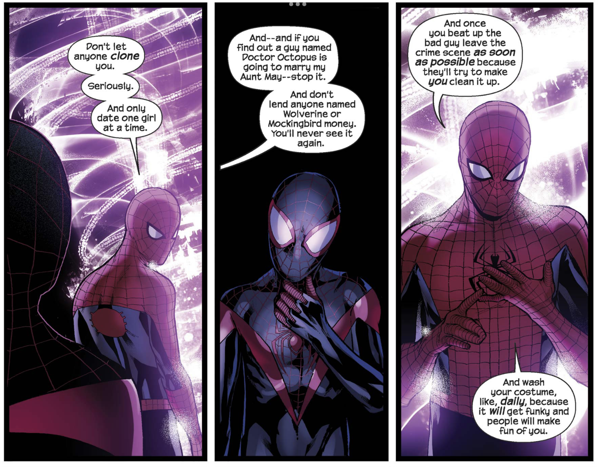 Don't let
anyone clone
you.
Seriously.
And only
date one girl
at a time.
And--and if you
find out a guy named
Doctor Octopus is
going to marry my
Aunt May--stop it.
And don't
lend anyone named
Wolverine or
Mockingbird money.
You'll never see it
again.
And once
you beat up the
bad guy leave the
crime scene as soon
as possible because
they'll try to make
you clean it up.
And wash
your costume,
like, daily, because
it will get funky and
people will make
fun of you.